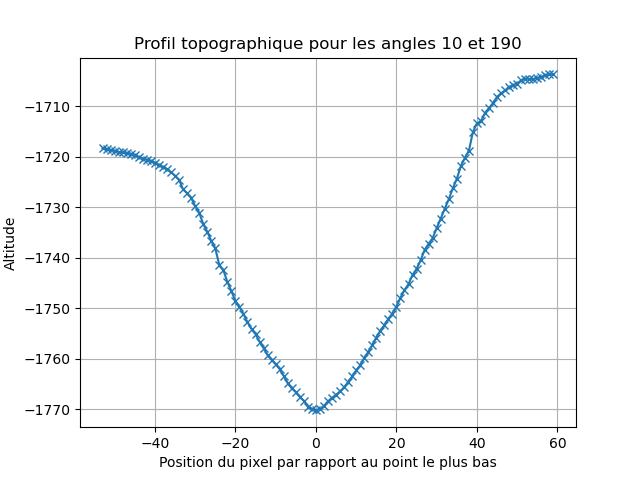 Profil topographique pour les angles 10 et 190
Altitude
−1710
−1720
−1730
−1740
−1750
−1760
−1770
−40 −20 0 20 40 60
Position du pixel par rapport au point le plus bas